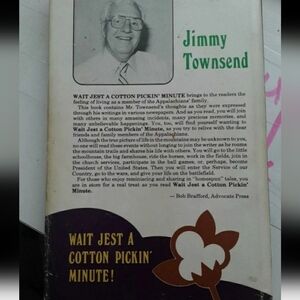 Jimmy
Townsend
WAIT JEST A COTTON PICKIN' MINUTE brings to the readers the
feeling of living as a member of the Appalachians' family.
This book contains Mr. Townsend's thoughts as they were expressed
through his writings in various newspapers. And as you read, you will join with
others in many amusing incidents, many precious memories, and
many unbelievable happenings. You, too, will find yourself wanting to
Wait Jest a Cotton Pickin' Minute, as you try to relive with the dear
friends and family members of the Appalachians.
Although the true picture of life in the mountains may be unknown to you,
no one will read these events without longing to join the writer as he roams
the mountain trails and shares his life with others. You will go to the little
schoolhouse, the big farmhouse, ride the horses, work in the fields, join in
the church services, participate in the hall games, or, perhaps, become
President of the United States. Then you will enter the Service of our
Country, go to the wars, and give your life on the battlefield.
For those who enjoy reminiscing and sharing in "homespun" tales, you
are in store for a real treat as you read Wait Jest a Cotton Pickin'
Minute.
— Bob Brafford, Advocate Press
WAIT JEST A
COTTON PICKIN'
MINUTE!